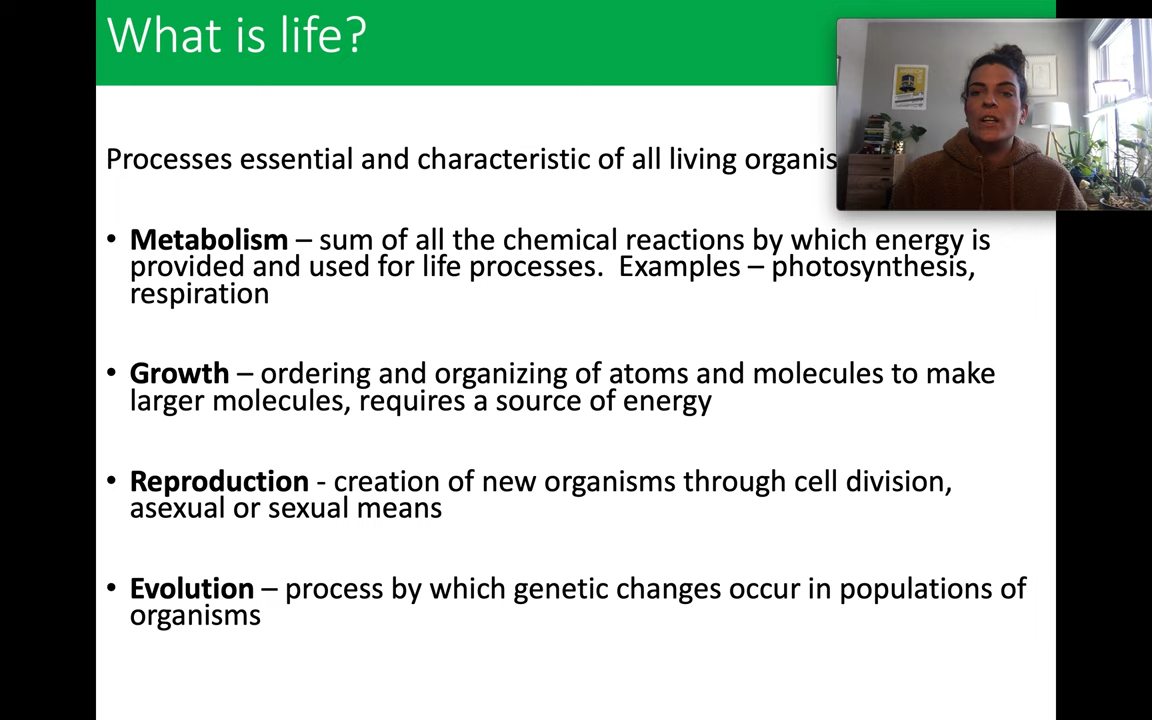 What is life?
Processes essential and characteristic of all living
• Metabolism – sum of all the chemical reactions by which energy is
provided and used for life processes.  Examples – photosynthesis,
respiration
• Growth – ordering and organizing of atoms and molecules to make
larger molecules, requires a source of energy
• Reproduction - creation of new organisms through cell division,
asexual or sexual means
• Evolution – process by which genetic changes occur in populations of
organisms